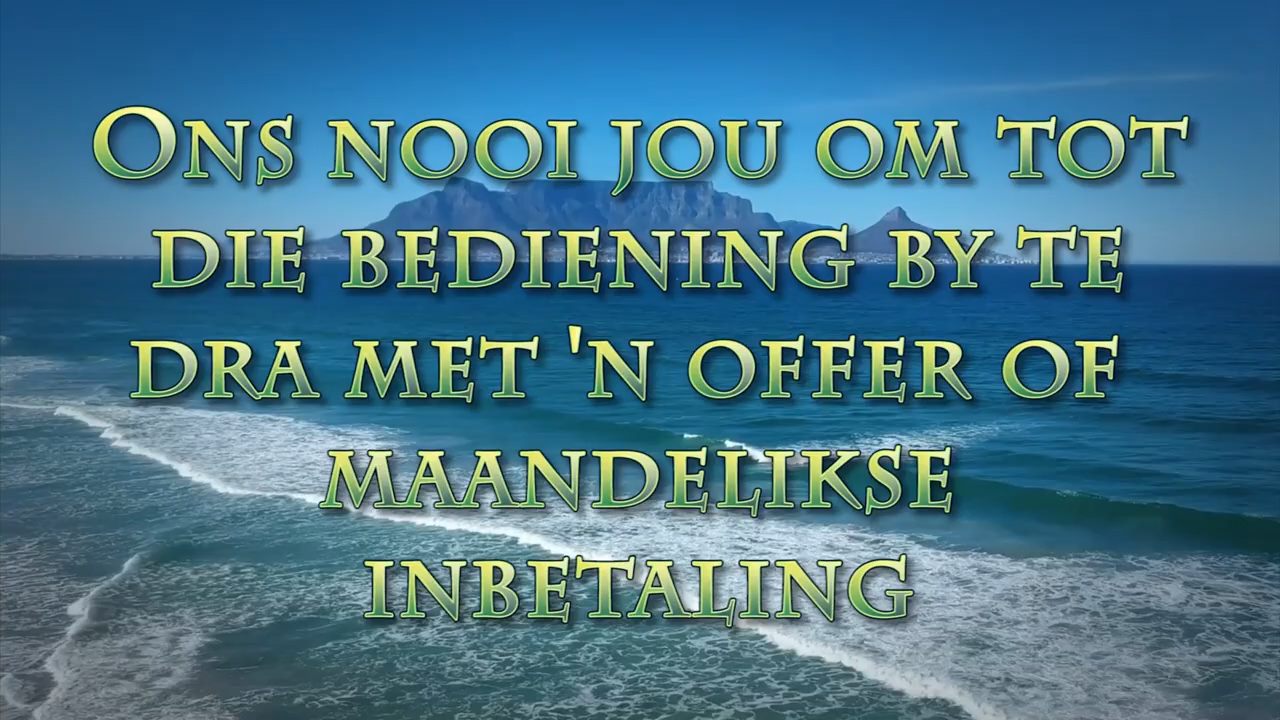 Ons nooi jou om tot
die bediening by te
dra met 'n offer of
maandelikse
inbetaling